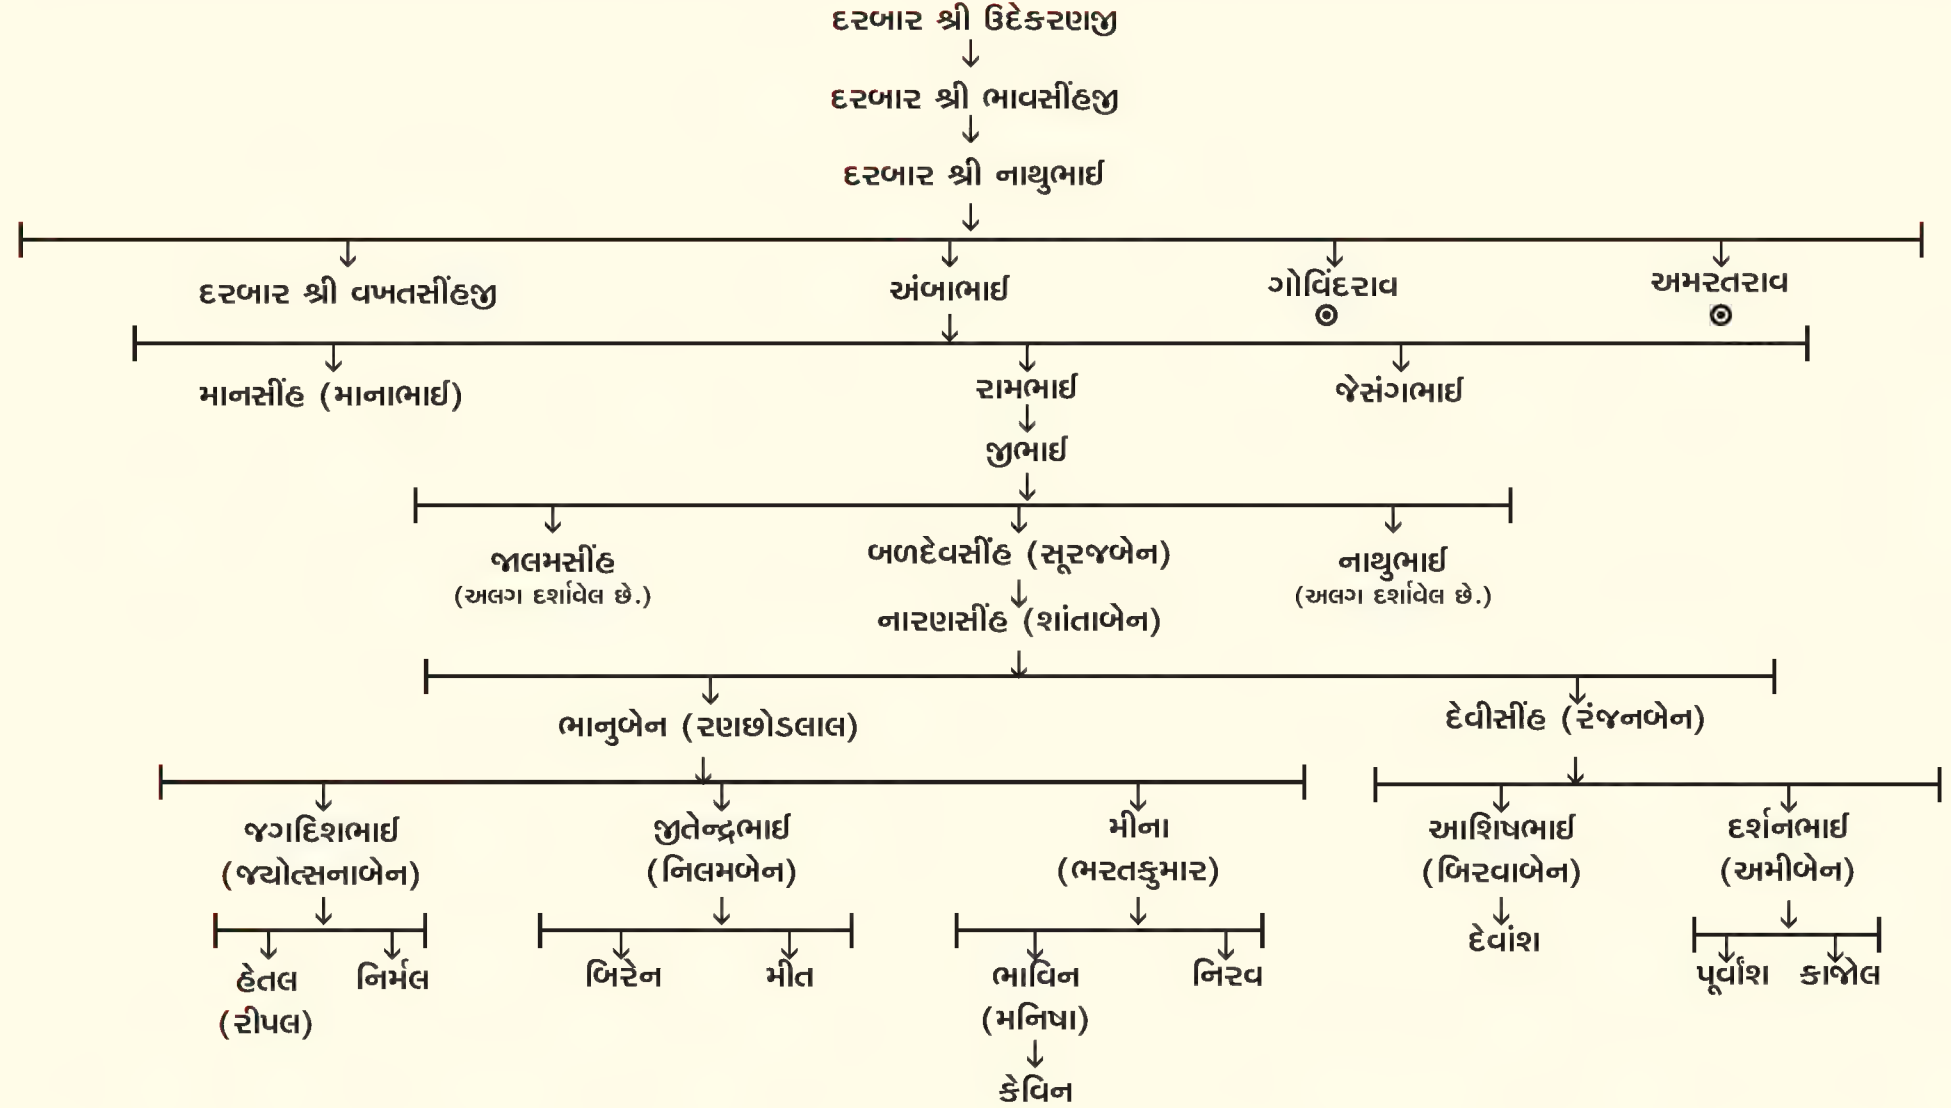 દરબાર શ્રી ઉદેકરણજી
દરબાર શ્રી ભાવસીંહજી
દરબાર શ્રી નાથુભાઈ
દરબાર શ્રી વખતસીંહજી અંબાભાઈ ગોવિંદરાવ અમરતરાવ
માનસીંહ (માનાભાઈ) રામભાઈ જેસંગભાઈ
જીભાઈ
જાલમસીંહ બળદેવસીંહ (સૂરજબેન) નાથુભાઈ
(અલગ દર્શાવેલ છે.) (અલગ દર્શાવેલ છે.)
નારણસીંહ (શાંતાબેન)
ભાનુબેન (રણછોડલાલ) દેવીસીંહ (રંજનબેન)
જગદિશભાઈ જીતેન્દ્રભાઈ મીના આશિષભાઈ દર્શનભાઈ
(જ્યોત્સનાબેન) (નિલમબેન) (ભરતકુમાર) (બિરવાબેન) (અમીબેન)
દેવાંશ
હેતલ નિર્મલ બિરેન મીત ભાવિન નિરવ પૂર્વાંશ કાજોલ
(રીપલ) (મનિષા)
કેવિન